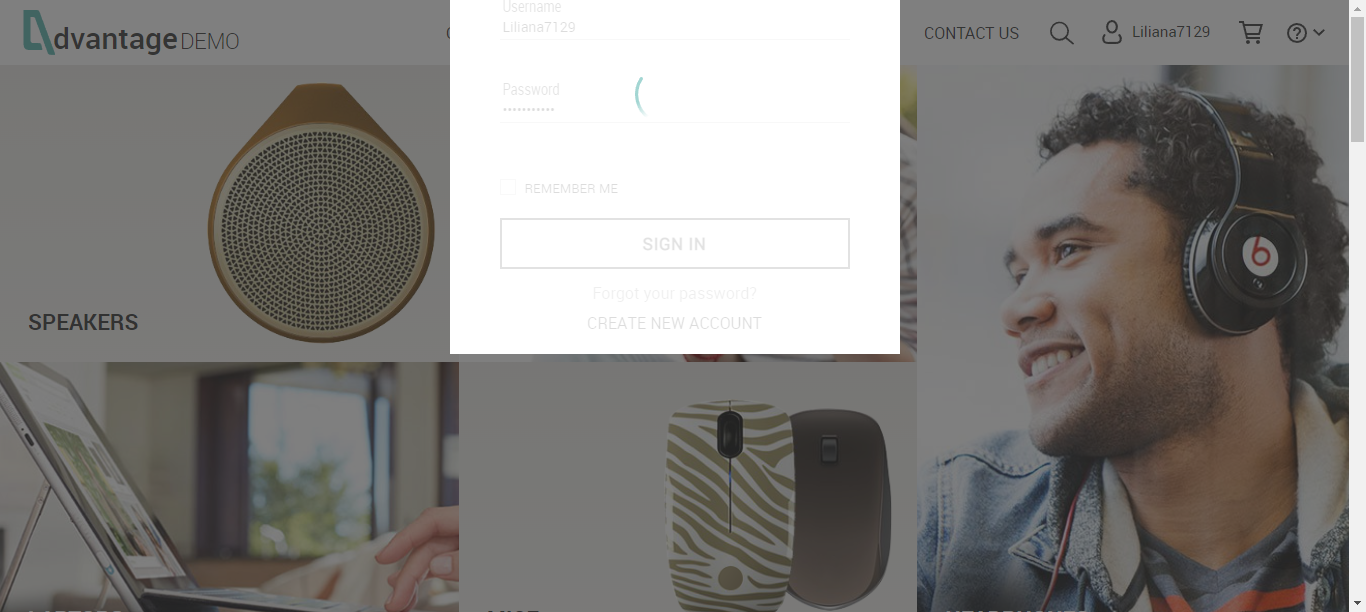 dvantage DEMO
CONTACT US
Liliana7129
Username
Liliana7129
Password
REMEMBER ME
SIGN IN
Forgot your password?
CREATE NEW ACCOUNT
SPEAKERS